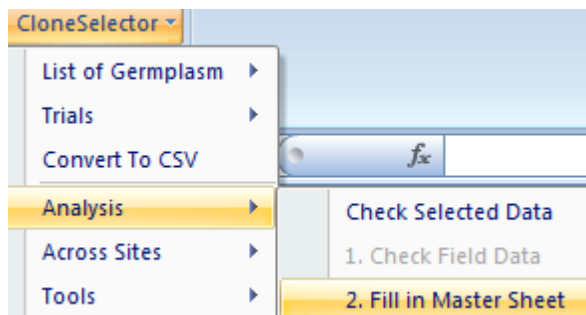 CloneSelector
List of Germplasm
Trials
Convert To CSV
fx
Analysis
Check Selected Data
Across Sites
1. Check Field Data
Tools
2. Fill in Master Sheet